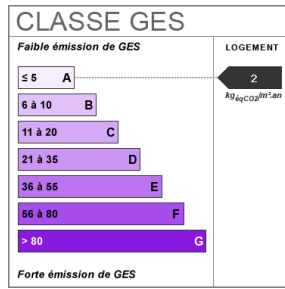 CLASSE GES
Faible émission de GES
LOGEMENT
≤ 5 A
2
kgéqCO2/m².an
6 à 10 B
11 à 20 C
21 à 35 D
36 à 55 E
56 à 80 F
> 80 G
Forte émission de GES